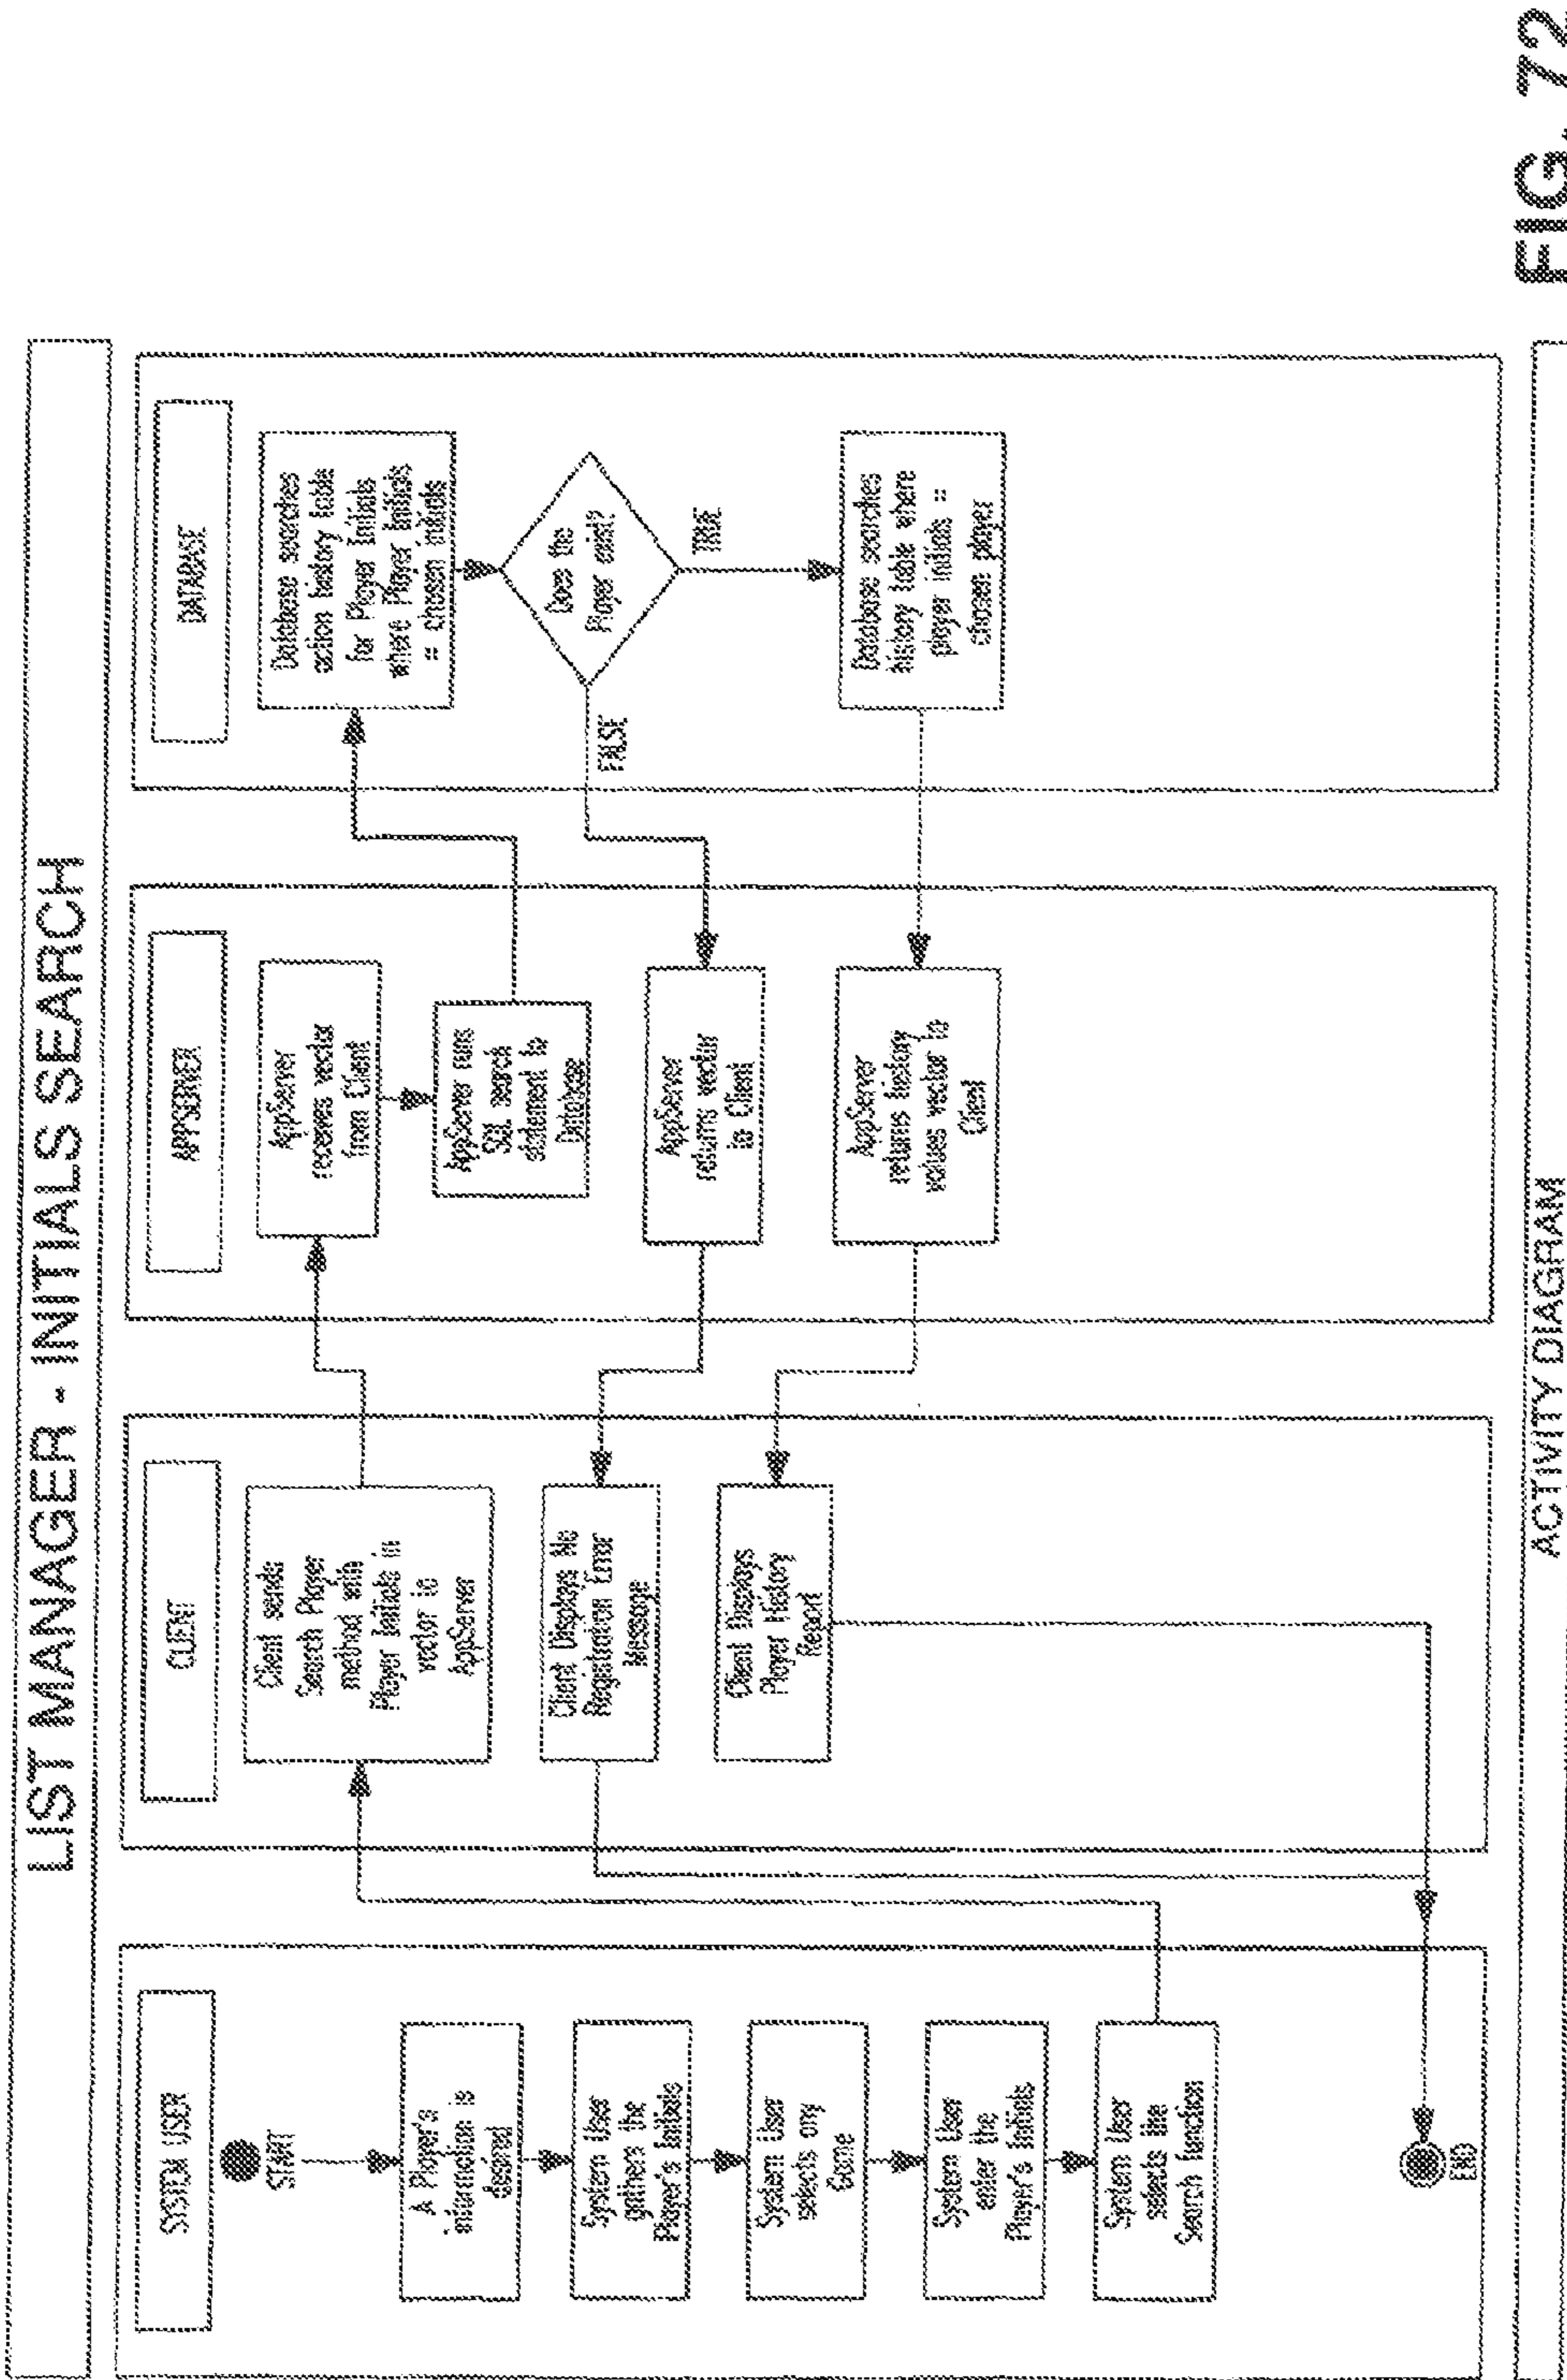 LIST MANAGER - INITIALS SEARCH
SYSTEM USER
START
A Player's
information is
desired
System User
gathers the
Player's Initials
System User
selects any
Game
System User
enter the
Player's Initials
System User
selects the
Search function
END
CLIENT
Client sends
Search Player
method with
Player Initials in
vector to
AppServer
Client Displays No
Registration Error
Message
Client Displays
Player History
Report
APPSERVER
AppServer
receives vector
from Client
AppServer runs
SQL search
statement to
Database
AppServer
returns vector
to Client
AppServer
returns history
values vector to
Client
DATABASE
Database searches
action history table
for Player Initials
where Player Initials
= chosen initials
Does the
Player exist?
FALSE
TRUE
Database searches
history table where
player initials =
chosen player
ACTIVITY DIAGRAM
FIG. 72